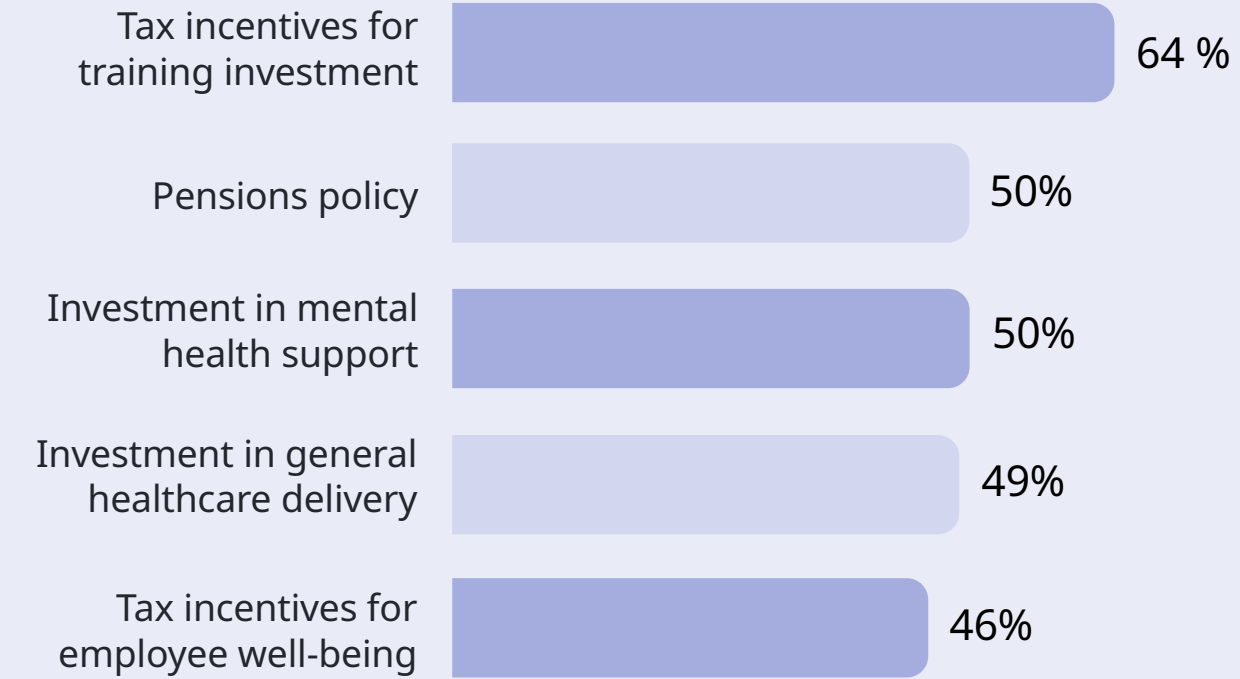 Tax incentives for
training investment
64 %
Pensions policy
50%
Investment in mental
health support
50%
Investment in general
healthcare delivery
49%
Tax incentives for
employee well-being
46%